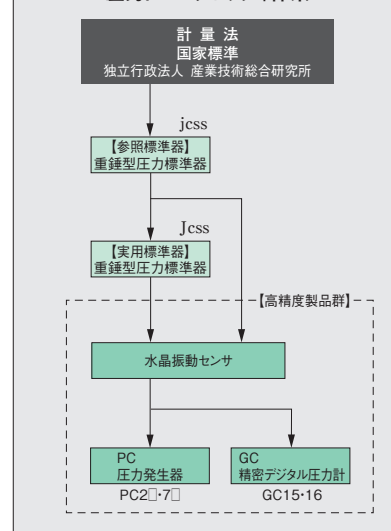 計 量 法
国家標準
独立行政法人 産業技術総合研究所
jcss
【参照標準器】
重錘型圧力標準器
Jcss
【実用標準器】
重錘型圧力標準器
【高精度製品群】
水晶振動センサ
PC
圧力発生器
PC2□・7□
GC
精密デジタル圧力計
GC15・16